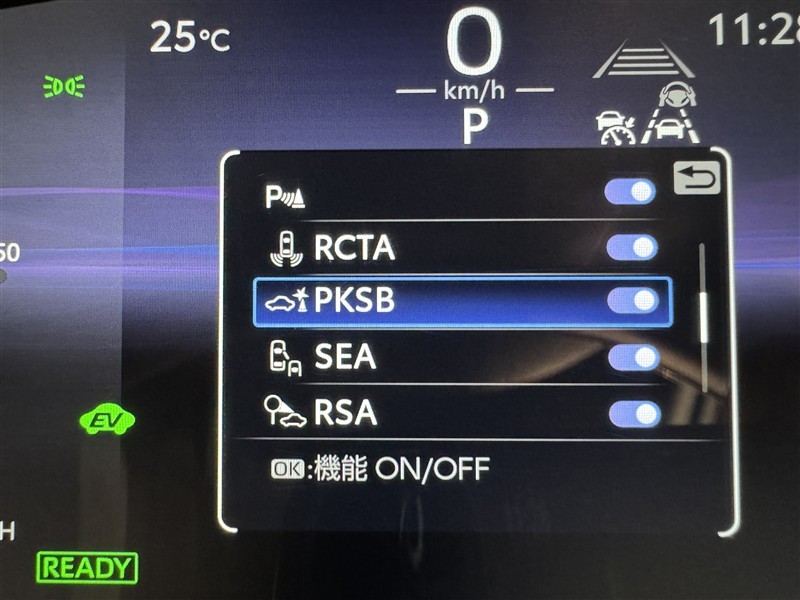 25°C
0
km/h
P
11:28
50
P
RCTA
PKSB
SEA
RSA
OK:機能 ON/OFF
EV
H
READY